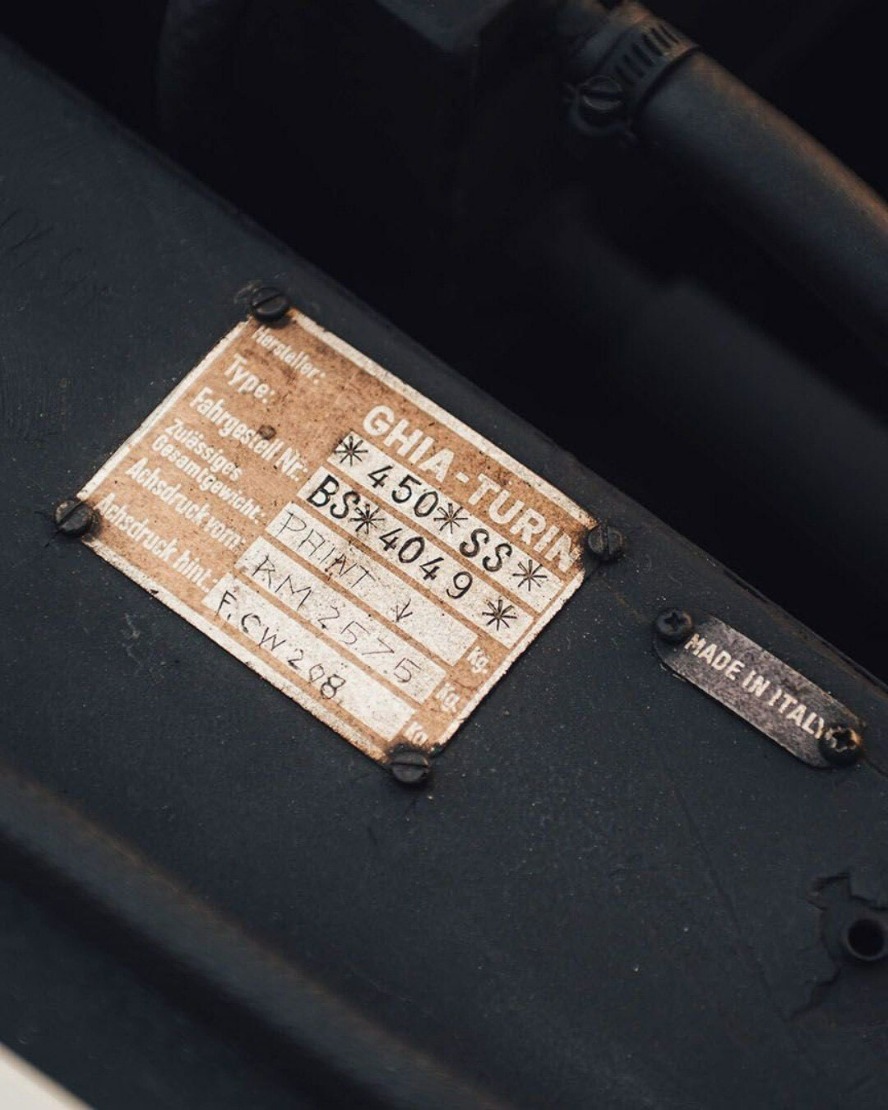 Hersteller: GHIA-TURIN
Type: *450*SS*
Fahrgestell Nr: BS*4049 *
Zulässiges Gesamtgewicht: PAINT ↓ Kg.
Achsdruck vorn: RM 2575 Kg.
Achsdruck hint.: F.CW208 Kg.
MADE IN ITALY